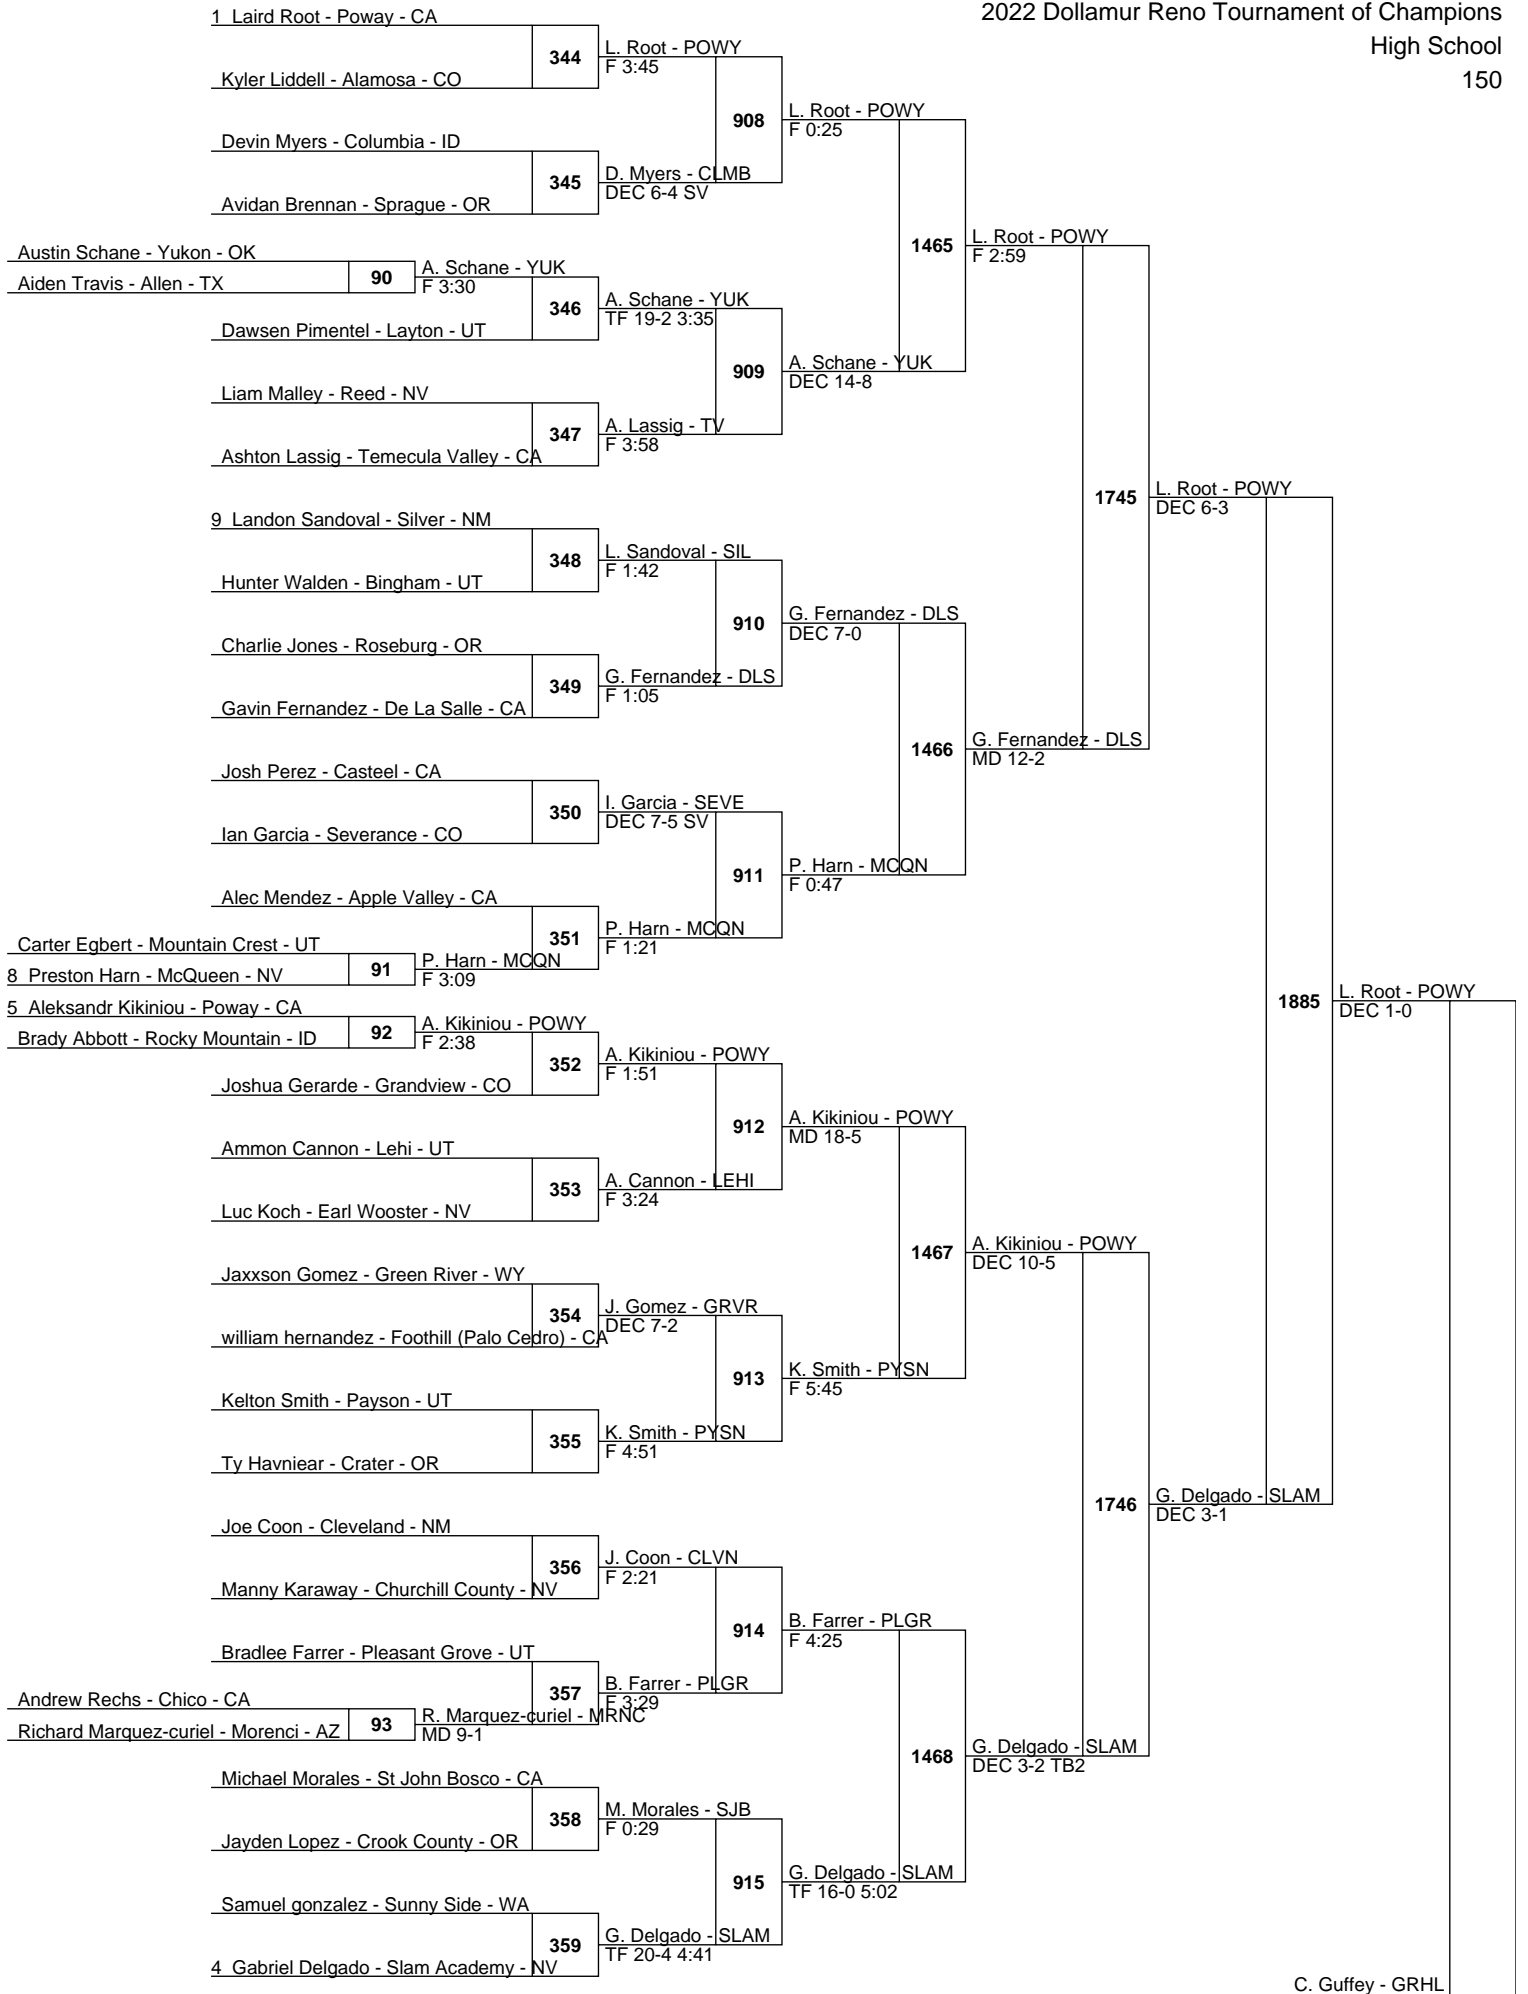 2022 Dollamur Reno Tournament of Champions
High School
150
1 Laird Root - Poway - CA
344
L. Root - POWY
F 3:45
Kyler Liddell - Alamosa - CO
908
L. Root - POWY
F 0:25
Devin Myers - Columbia - ID
345
D. Myers - CLMB
DEC 6-4 SV
Avidan Brennan - Sprague - OR
1465
L. Root - POWY
F 2:59
Austin Schane - Yukon - OK
90
A. Schane - YUK
F 3:30
Aiden Travis - Allen - TX
346
A. Schane - YUK
TF 19-2 3:35
Dawsen Pimentel - Layton - UT
909
A. Schane - YUK
DEC 14-8
Liam Malley - Reed - NV
347
A. Lassig - TV
F 3:58
Ashton Lassig - Temecula Valley - CA
1745
L. Root - POWY
DEC 6-3
9 Landon Sandoval - Silver - NM
348
L. Sandoval - SIL
F 1:42
Hunter Walden - Bingham - UT
910
G. Fernandez - DLS
DEC 7-0
Charlie Jones - Roseburg - OR
349
G. Fernandez - DLS
F 1:05
Gavin Fernandez - De La Salle - CA
1466
G. Fernandez - DLS
MD 12-2
Josh Perez - Casteel - CA
350
I. Garcia - SEVE
DEC 7-5 SV
Ian Garcia - Severance - CO
911
P. Harn - MCQN
F 0:47
Alec Mendez - Apple Valley - CA
351
P. Harn - MCQN
F 1:21
Carter Egbert - Mountain Crest - UT
91
P. Harn - MCQN
F 3:09
8 Preston Harn - McQueen - NV
1885
L. Root - POWY
DEC 1-0
5 Aleksandr Kikiniou - Poway - CA
92
A. Kikiniou - POWY
F 2:38
Brady Abbott - Rocky Mountain - ID
352
A. Kikiniou - POWY
F 1:51
Joshua Gerarde - Grandview - CO
912
A. Kikiniou - POWY
MD 18-5
Ammon Cannon - Lehi - UT
353
A. Cannon - LEHI
F 3:24
Luc Koch - Earl Wooster - NV
1467
A. Kikiniou - POWY
DEC 10-5
Jaxxson Gomez - Green River - WY
354
J. Gomez - GRVR
DEC 7-2
william hernandez - Foothill (Palo Cedro) - CA
913
K. Smith - PYSN
F 5:45
Kelton Smith - Payson - UT
355
K. Smith - PYSN
F 4:51
Ty Havniear - Crater - OR
1746
G. Delgado - SLAM
DEC 3-1
Joe Coon - Cleveland - NM
356
J. Coon - CLVN
F 2:21
Manny Karaway - Churchill County - NV
914
B. Farrer - PLGR
F 4:25
Bradlee Farrer - Pleasant Grove - UT
357
B. Farrer - PLGR
F 3:29
Andrew Rechs - Chico - CA
93
R. Marquez-curiel - MRNC
MD 9-1
Richard Marquez-curiel - Morenci - AZ
1468
G. Delgado - SLAM
DEC 3-2 TB2
Michael Morales - St John Bosco - CA
358
M. Morales - SJB
F 0:29
Jayden Lopez - Crook County - OR
915
G. Delgado - SLAM
TF 16-0 5:02
Samuel gonzalez - Sunny Side - WA
359
G. Delgado - SLAM
TF 20-4 4:41
4 Gabriel Delgado - Slam Academy - NV
C. Guffey - GRHL